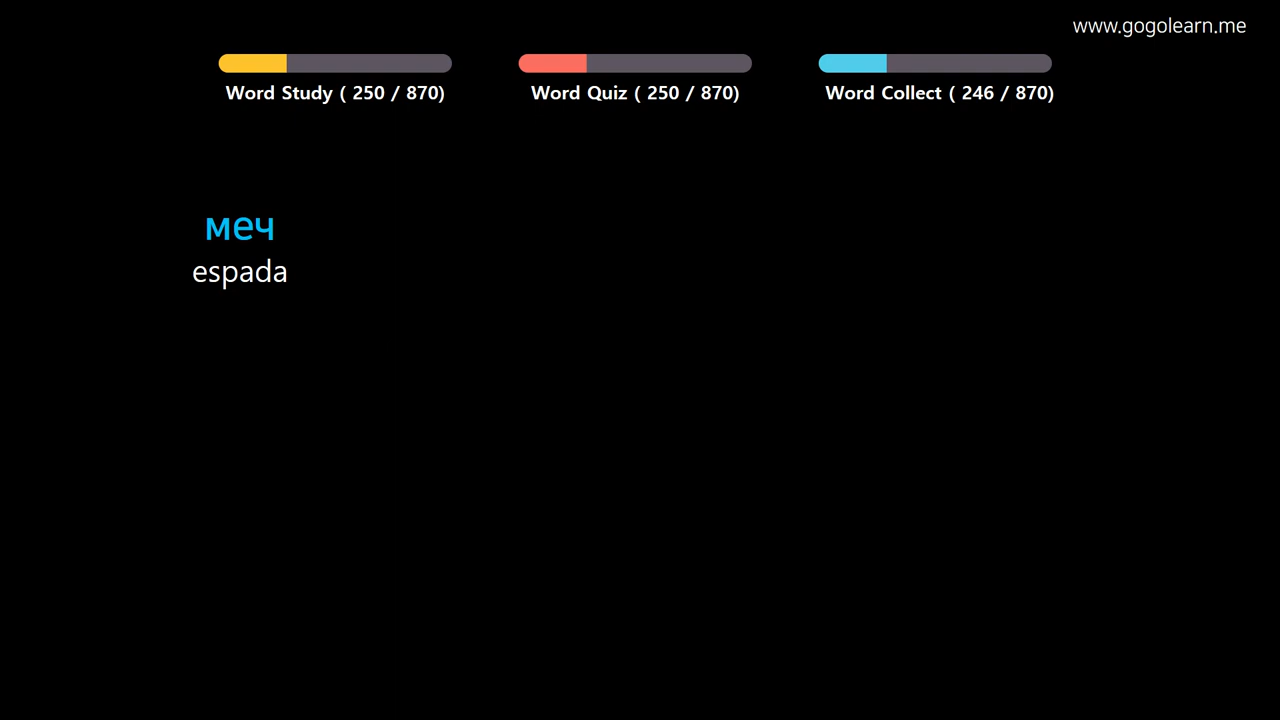 www.gogolearn.me
Word Study ( 250 / 870)
Word Quiz ( 250 / 870)
Word Collect ( 246 / 870)
меч
espada